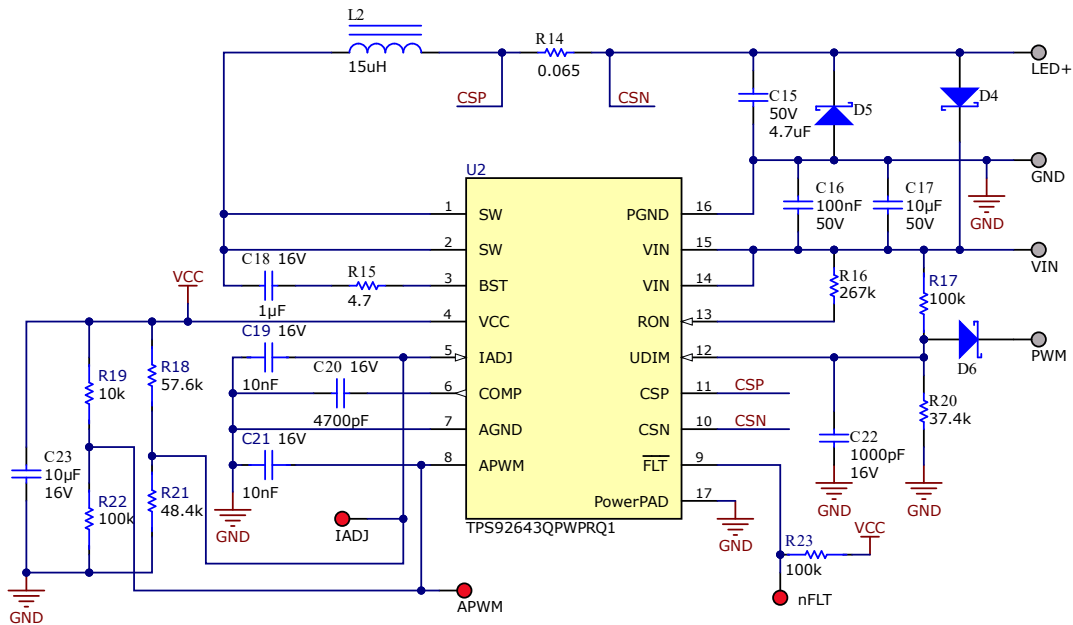 L2
15uH
R14
0.065
CSP
CSN
LED+
C15
50V
4.7uF
D5
D4
GND
U2
C16
100nF
50V
C17
10µF
50V
GND
1
SW
PGND
16
2
SW
VIN
15
VIN
C18 16V
1µF
R15
4.7
3
BST
VIN
14
R16
267k
R17
100k
VCC
4
VCC
RON
13
C19 16V
10nF
5
IADJ
UDIM
12
PWM
D6
R19
10k
R18
57.6k
C20 16V
4700pF
6
COMP
CSP
11
CSP
R20
37.4k
7
AGND
CSN
10
CSN
C21 16V
10nF
8
APWM
FLT
9
C22
1000pF
16V
C23
10µF
16V
R22
100k
R21
48.4k
PowerPAD
17
GND
GND
TPS92643QPWPRQ1
GND
GND
GND
IADJ
VCC
R23
100k
APWM
nFLT
GND